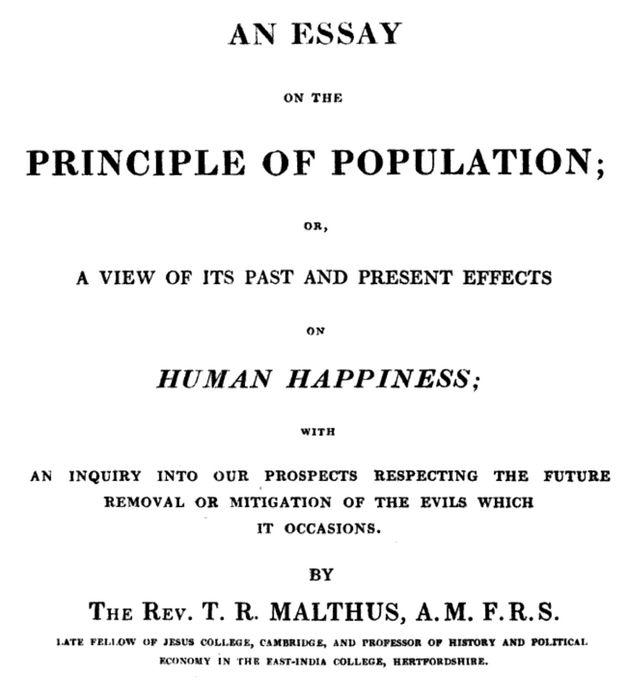 AN ESSAY
ON THE
PRINCIPLE OF POPULATION;
OR,
A VIEW OF ITS PAST AND PRESENT EFFECTS
ON
HUMAN HAPPINESS;
WITH
AN INQUIRY INTO OUR PROSPECTS RESPECTING THE FUTURE
REMOVAL OR MITIGATION OF THE EVILS WHICH
IT OCCASIONS.
BY
THE REV. T. R. MALTHUS, A.M. F.R.S.
LATE FELLOW OF JESUS COLLEGE, CAMBRIDGE, AND PROFESSOR OF HISTORY AND POLITICAL
ECONOMY IN THE EAST-INDIA COLLEGE, HERTFORDSHIRE.